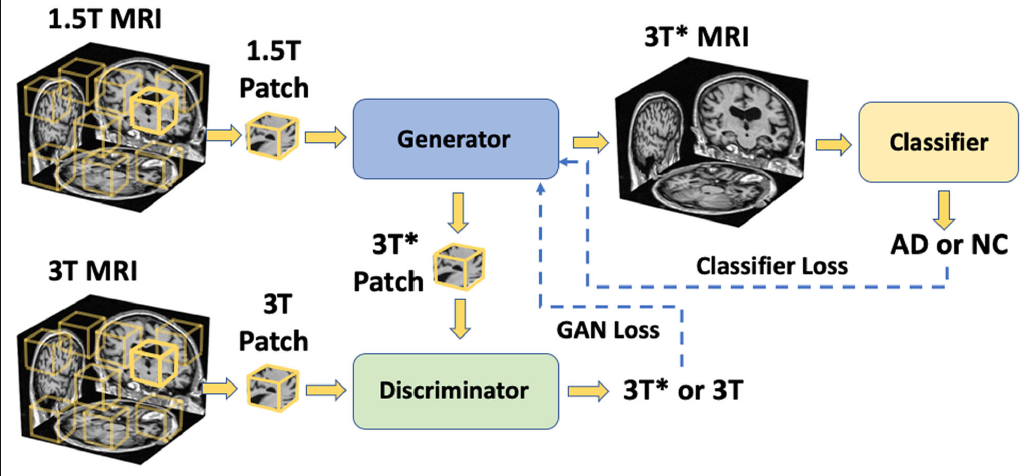 1.5T MRI
1.5T
Patch
Generator
3T* MRI
Classifier
AD or NC
Classifier Loss
3T*
Patch
GAN Loss
3T MRI
3T
Patch
Discriminator
3T* or 3T